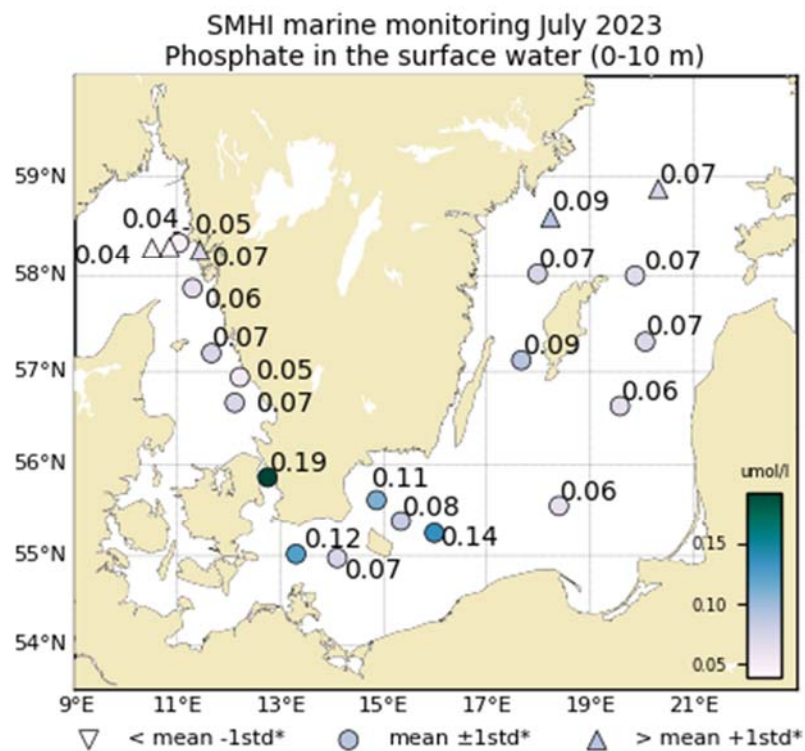 SMHI marine monitoring July 2023
Phosphate in the surface water (0-10 m)
59°N
58°N
57°N
56°N
55°N
54°N
0.07
0.09
0.04
0.05
0.04
0.07
0.07
0.07
0.06
0.07
0.07
0.09
0.05
0.06
0.07
0.19
0.11
0.06
0.08
0.12
0.14
0.07
umol/l
0.15
0.10
0.05
9°E 11°E 13°E 15°E 17°E 19°E 21°E
< mean -1std* mean ±1std* > mean +1std*